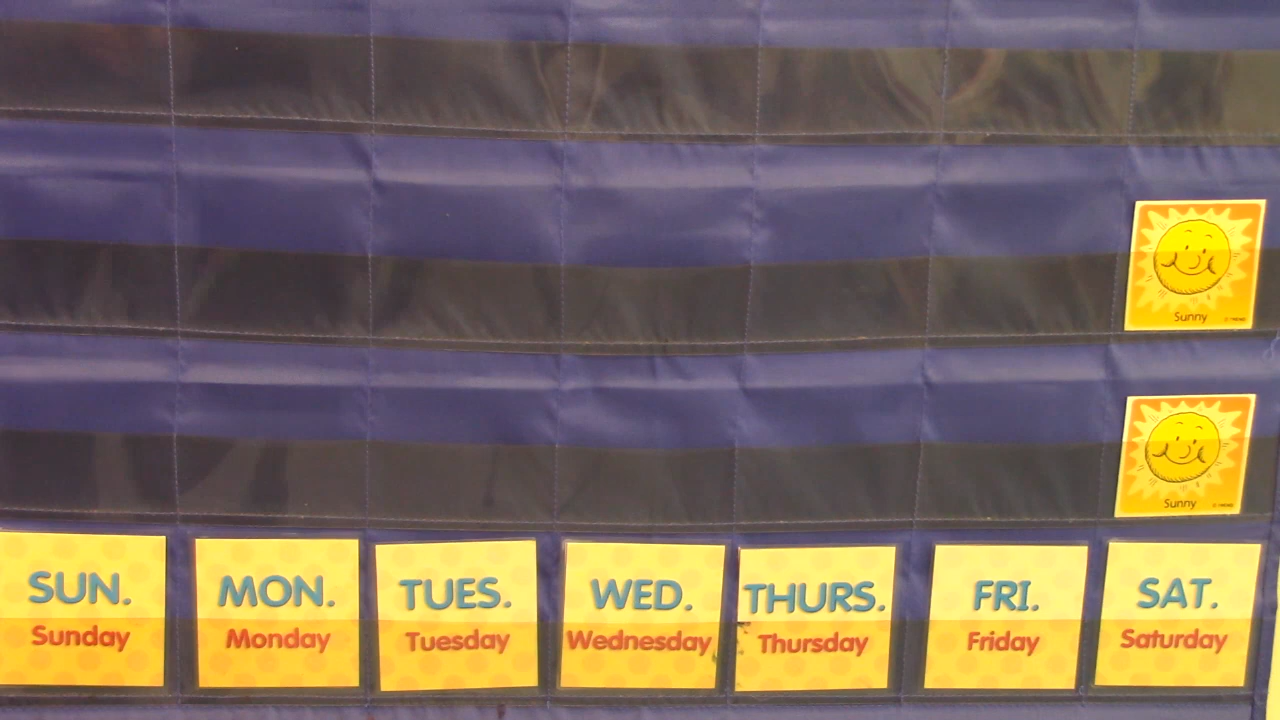 Sunny
Sunny
SUN. MON. TUES. WED. THURS. FRI. SAT.
Sunday Monday Tuesday Wednesday Thursday Friday Saturday